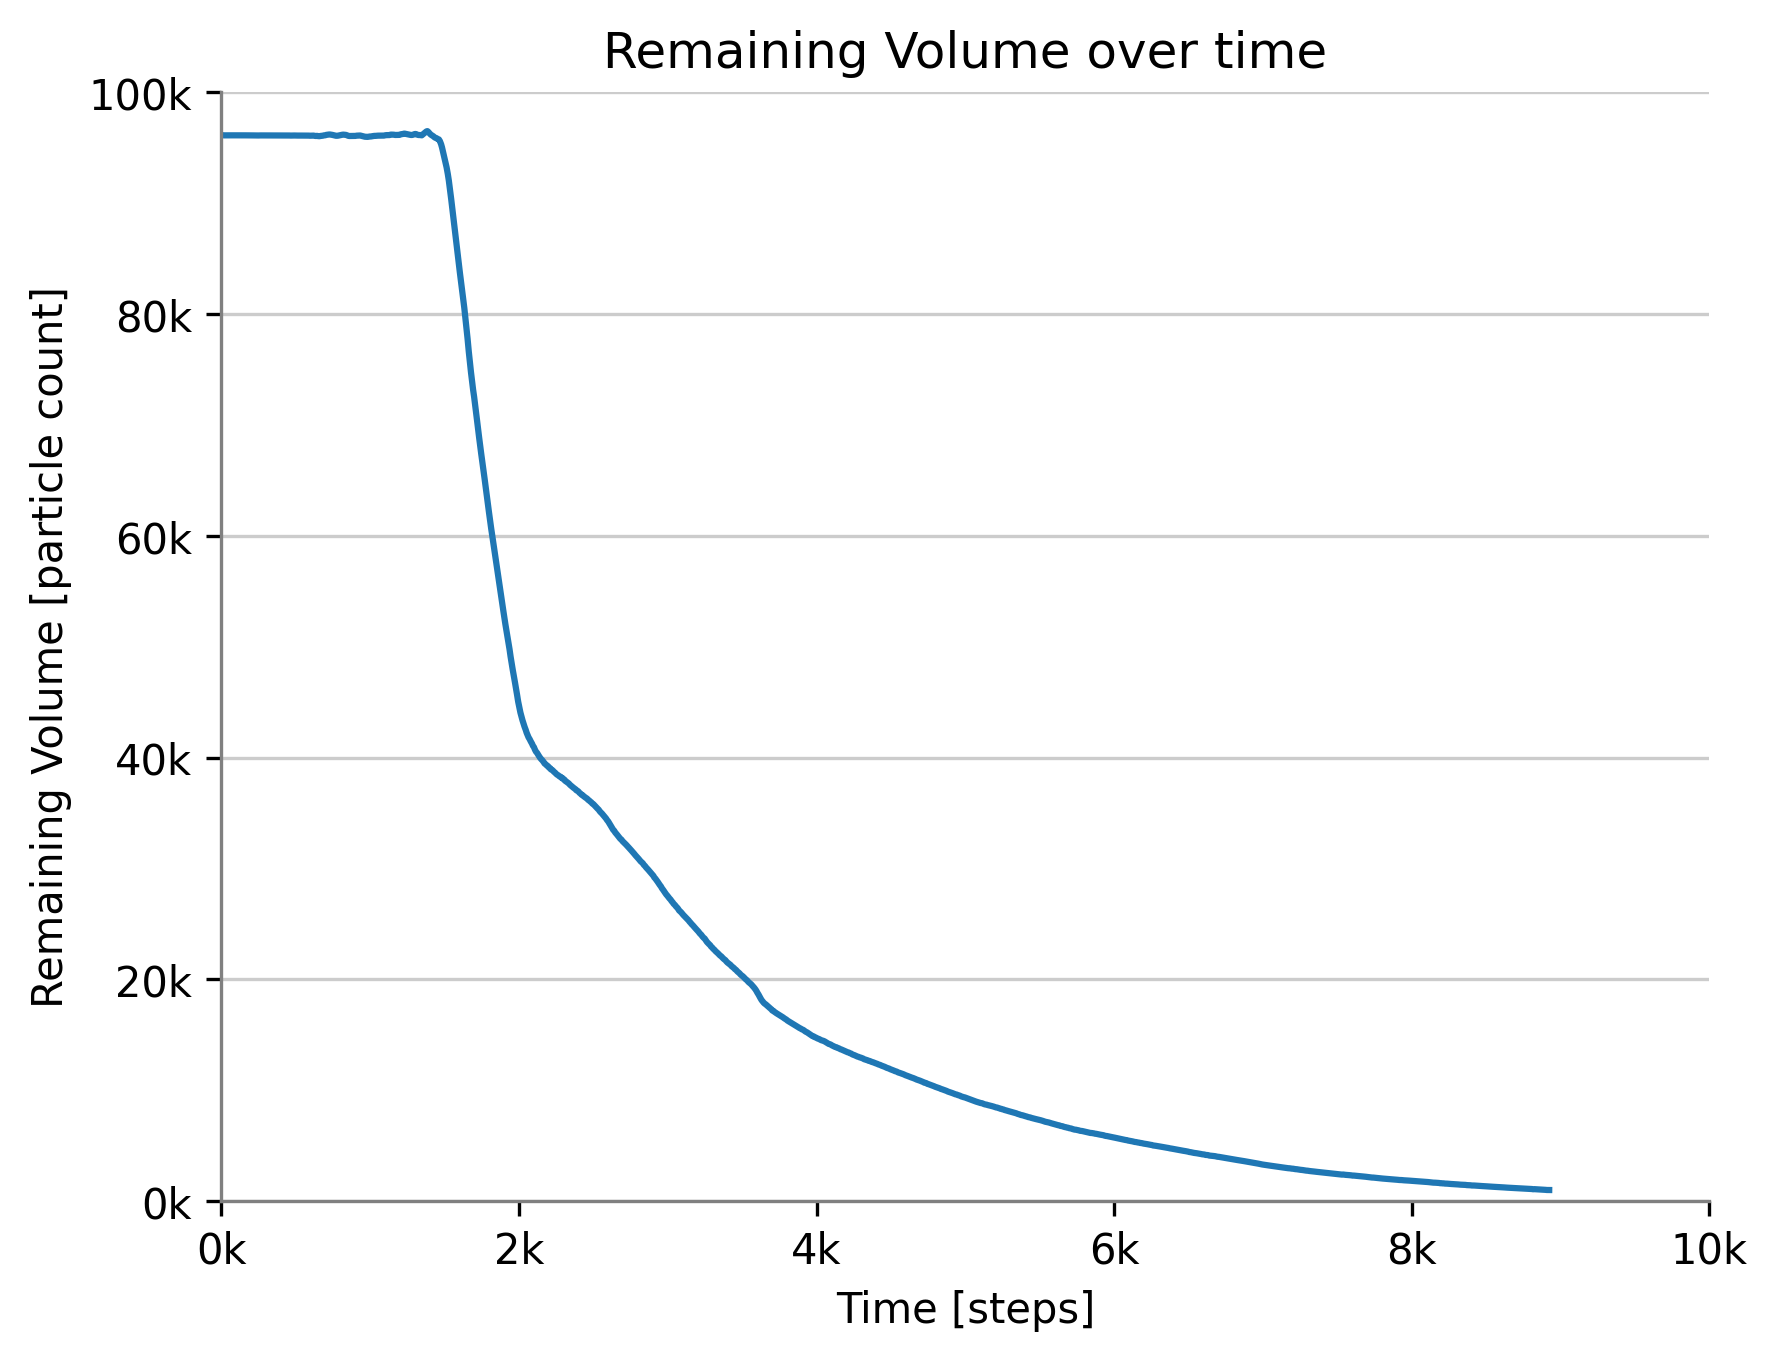 Remaining Volume over time
Remaining Volume [particle count]
100k
80k
60k
40k
20k
0k
0k 2k 4k 6k 8k 10k
Time [steps]